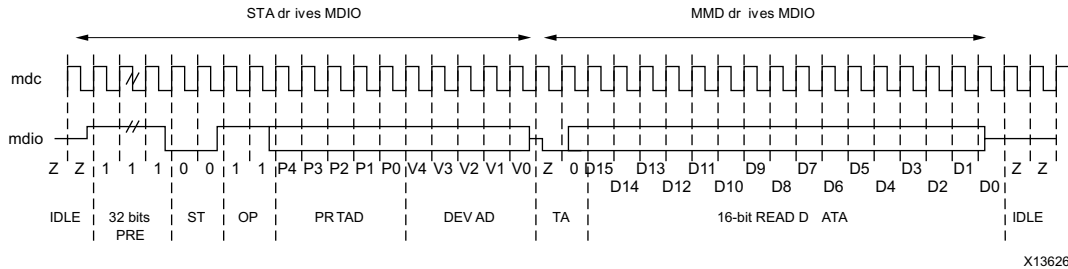 STA dr ives MDIO MMD dr ives MDIO
mdc
mdio
Z Z 1 1 1 0 0 1 1 P4 P3 P2 P1 P0 V4 V3 V2 V1 V0 Z 0 D15 D13 D11 D9 D7 D5 D3 D1 Z Z
D14 D12 D10 D8 D6 D4 D2 D0
IDLE 32 bits ST OP PR TAD DEV AD TA 16-bit READ D ATA IDLE
PRE
X13626